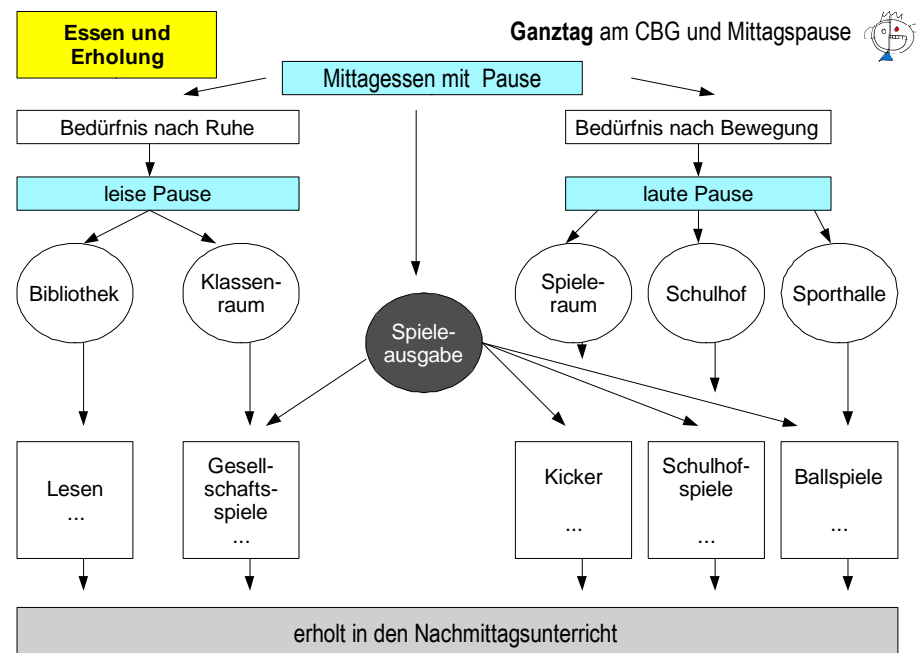 Essen und
Erholung
Ganztag am CBG und Mittagspause
Mittagessen mit Pause
Bedürfnis nach Ruhe
Bedürfnis nach Bewegung
leise Pause
laute Pause
Bibliothek
Klassen-
raum
Spiele-
ausgabe
Spiele-
raum
Schulhof
Sporthalle
Lesen
...
Gesell-
schafts-
spiele
...
Kicker
...
Schulhof-
spiele
...
Ballspiele
...
erholt in den Nachmittagsunterricht